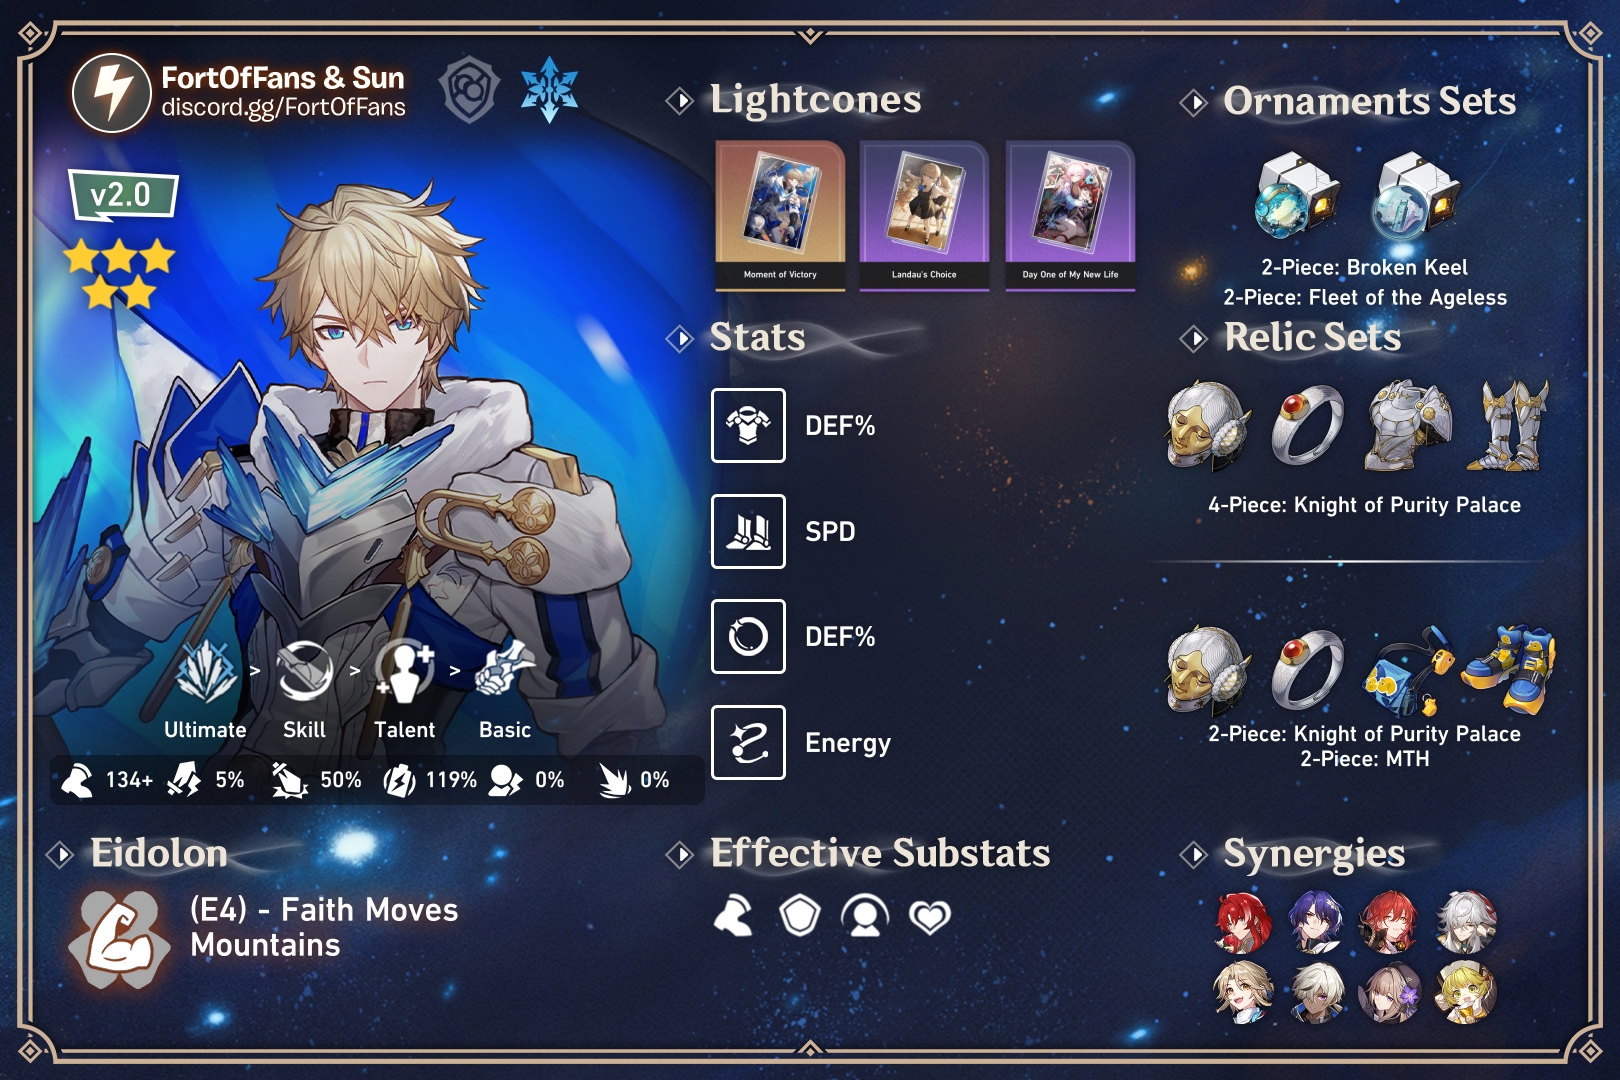 FortOfFans & Sun
discord.gg/FortOfFans
v2.0
Ultimate > Skill > Talent > Basic
134+ 5% 50% 119% 0% 0%
Eidolon
(E4) - Faith Moves
Mountains
Lightcones
Moment of Victory
Landau's Choice
Day One of My New Life
Stats
DEF%
SPD
DEF%
Energy
Effective Substats
Ornaments Sets
2-Piece: Broken Keel
2-Piece: Fleet of the Ageless
Relic Sets
4-Piece: Knight of Purity Palace
2-Piece: Knight of Purity Palace
2-Piece: MTH
Synergies